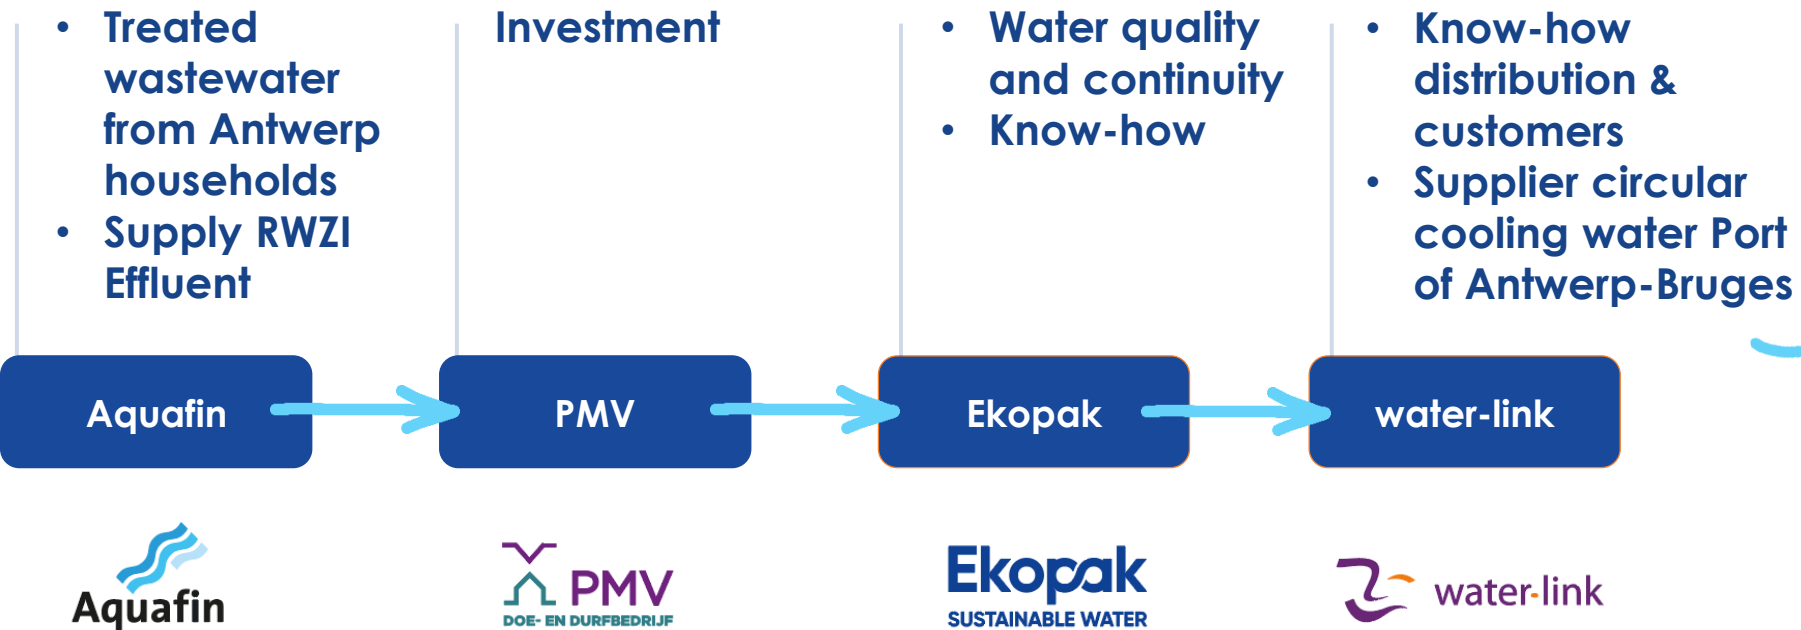 • Treated
wastewater
from Antwerp
households
• Supply RWZI
Effluent
Investment
• Water quality
and continuity
• Know-how
• Know-how
distribution &
customers
• Supplier circular
cooling water Port
of Antwerp-Bruges
Aquafin
PMV
Ekopak
water-link
Aquafin
PMV
DOE- EN DURFBEDRIJF
Ekopak
SUSTAINABLE WATER
water-link